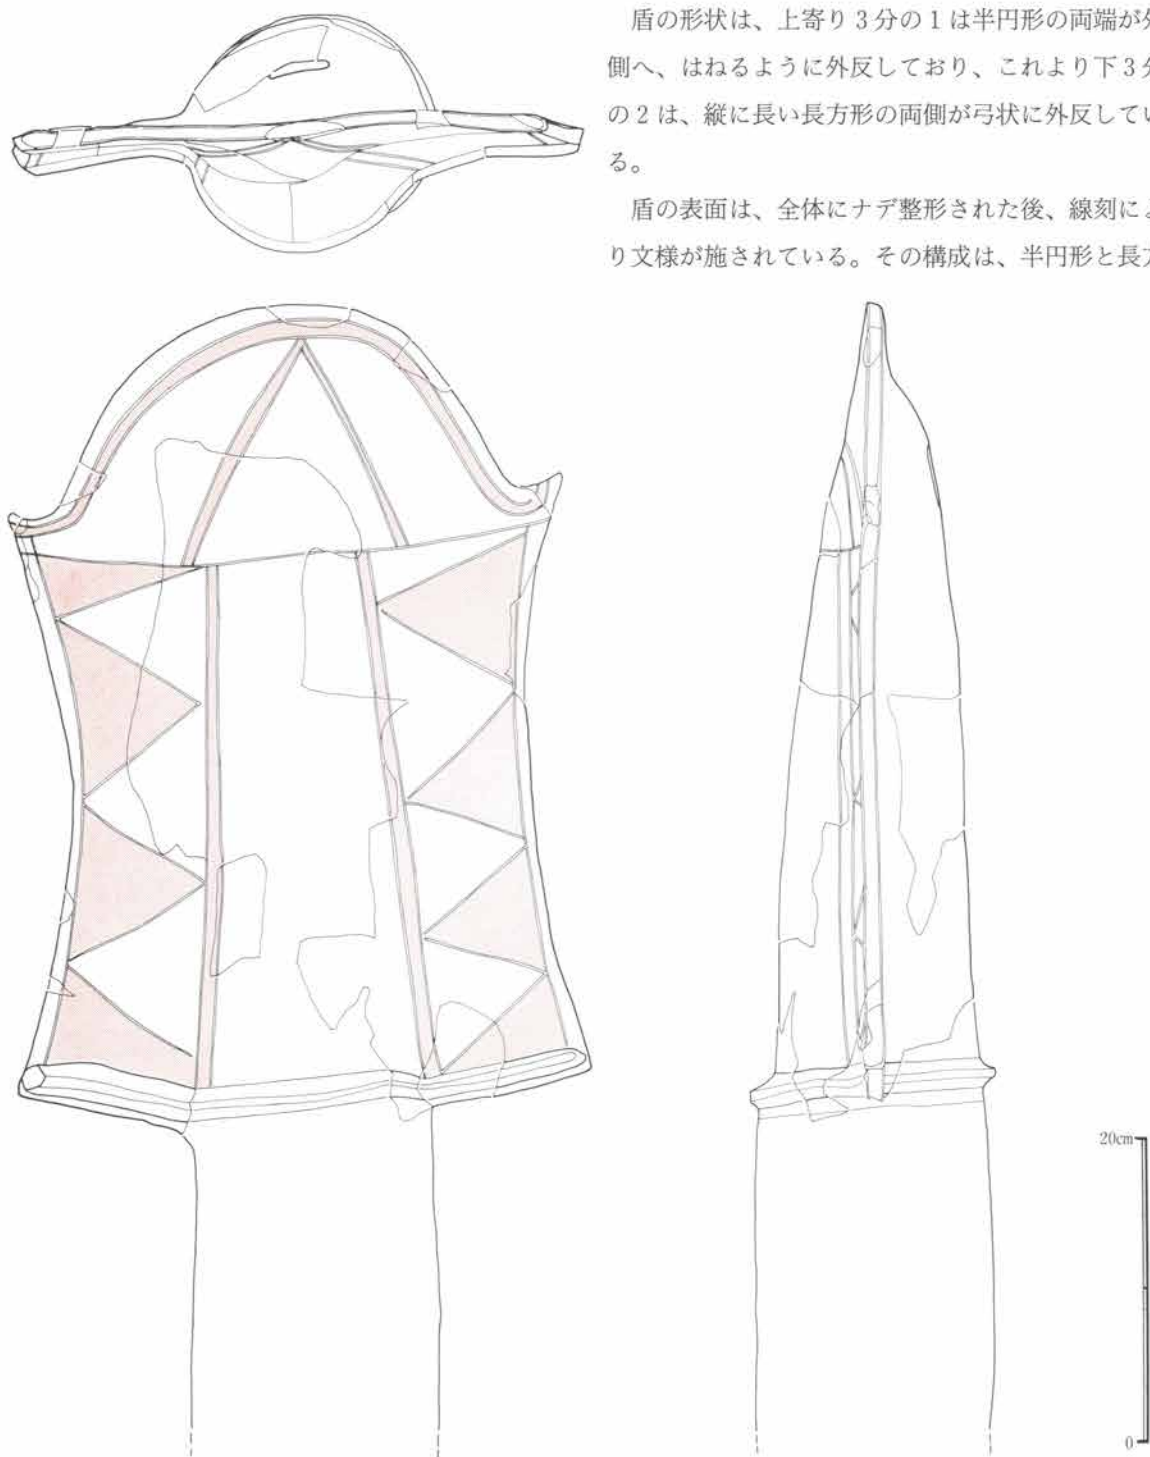 盾の形状は、上寄り3分の1は半円形の両端が外
側へ、はねるように外反しており、これより下3分
の2は、縦に長い長方形の両側が弓状に外反してい
る。
盾の表面は、全体にナデ整形された後、線刻によ
り文様が施されている。その構成は、半円形と長方
20cm
0